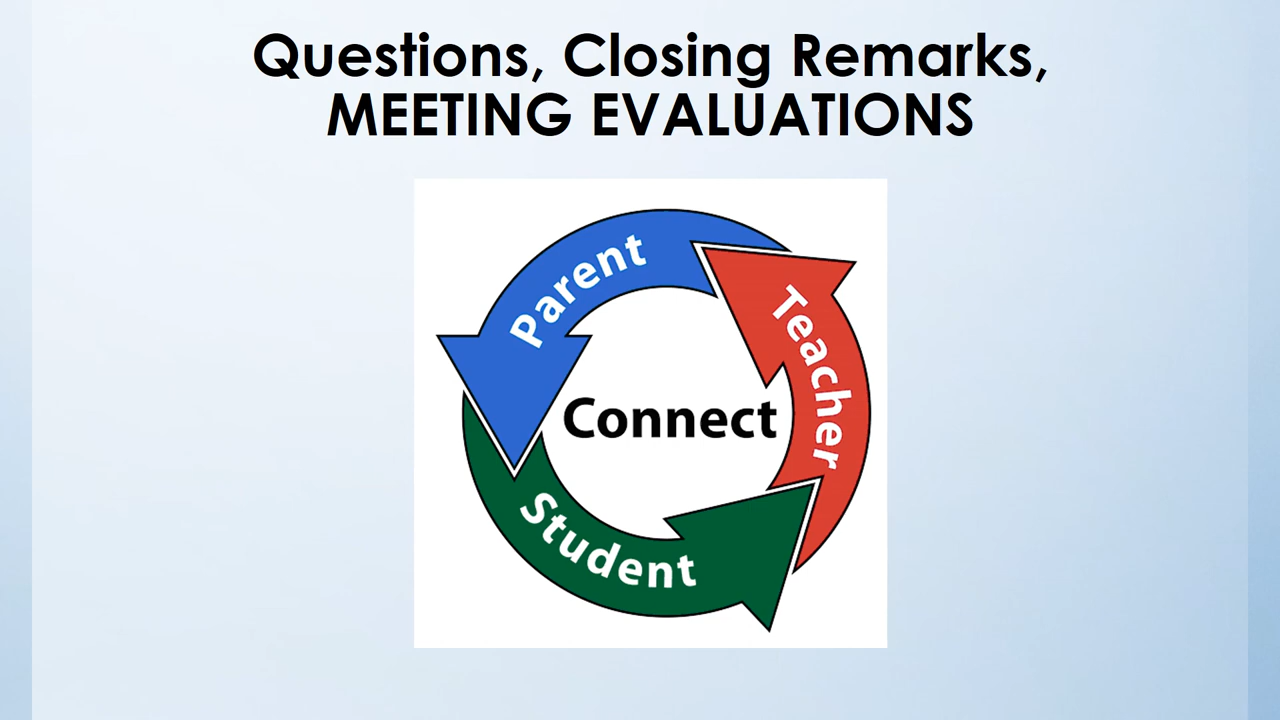 Questions, Closing Remarks,
MEETING EVALUATIONS
Parent
Teacher
Connect
Student